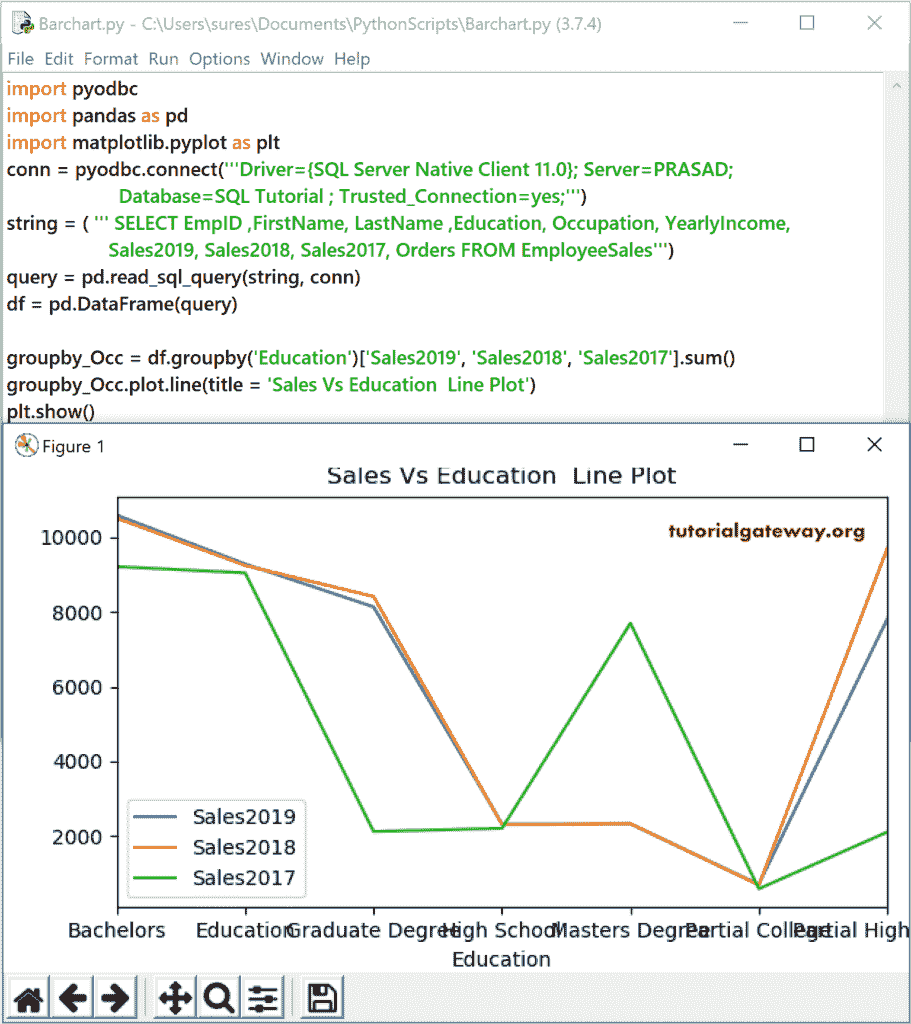 Barchart.py - C:\Users\sures\Documents\PythonScripts\Barchart.py (3.7.4)
File Edit Format Run Options Window Help
import pyodbc
import pandas as pd
import matplotlib.pyplot as plt
conn = pyodbc.connect('''Driver={SQL Server Native Client 11.0}; Server=PRASAD;
Database=SQL Tutorial ; Trusted_Connection=yes;''')
string = ( ''' SELECT EmpID ,FirstName, LastName ,Education, Occupation, YearlyIncome,
Sales2019, Sales2018, Sales2017, Orders FROM EmployeeSales''')
query = pd.read_sql_query(string, conn)
df = pd.DataFrame(query)
groupby_Occ = df.groupby('Education')['Sales2019', 'Sales2018', 'Sales2017'].sum()
groupby_Occ.plot.line(title = 'Sales Vs Education  Line Plot')
plt.show()
Figure 1
Sales Vs Education  Line Plot
tutorialgateway.org
10000
8000
6000
4000
2000
Sales2019
Sales2018
Sales2017
Bachelors Education Graduate Degree High School Masters Degree Partial College Partial High
Education